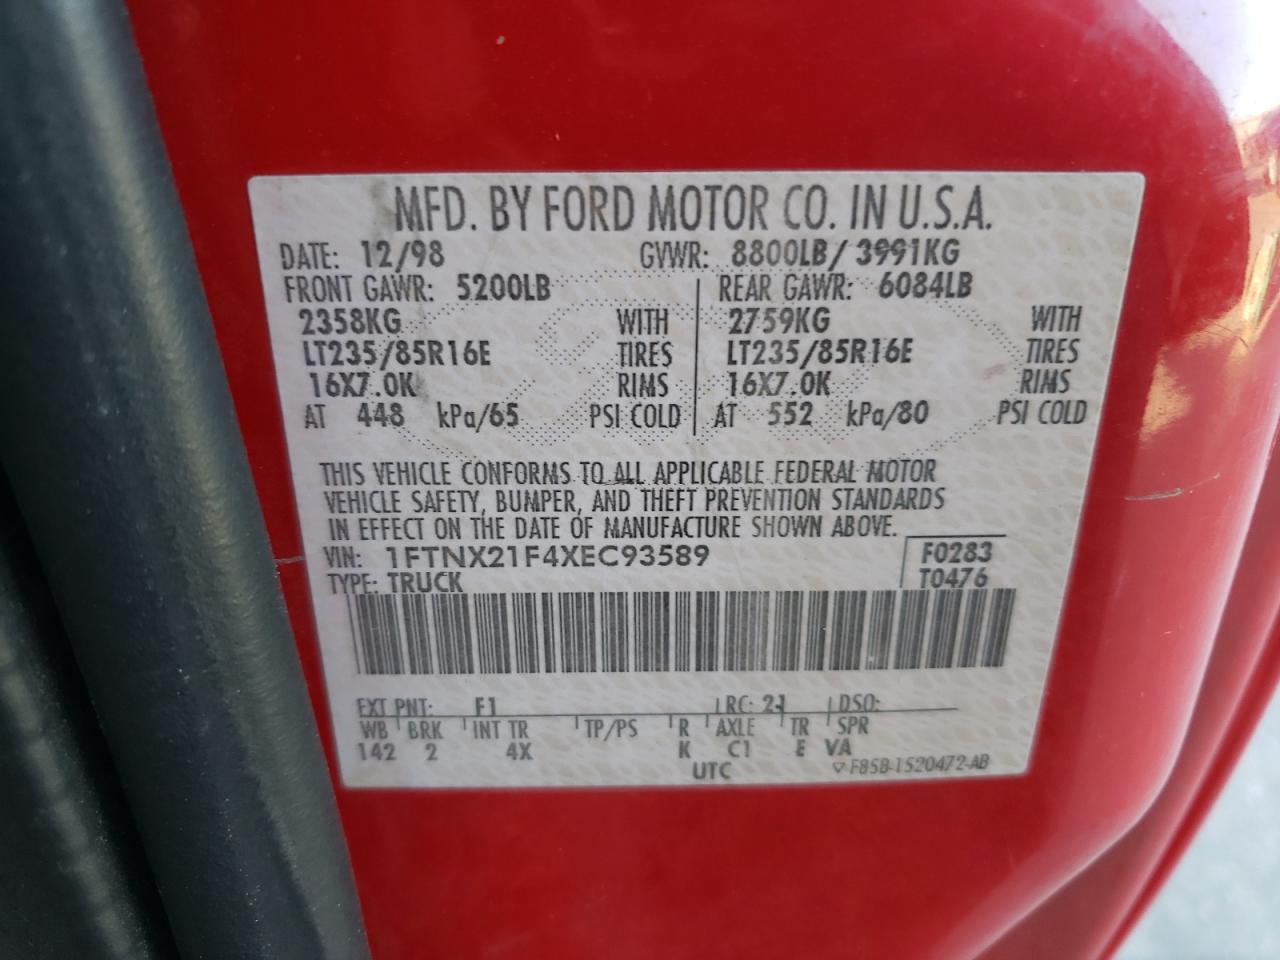 MFD. BY FORD MOTOR CO. IN U.S.A.
DATE: 12/98 GVWR: 8800LB/ 3991KG
FRONT GAWR: 5200LB REAR GAWR: 6084LB
2358KG WITH 2759KG WITH
LT235/85R16E TIRES LT235/85R16E TIRES
16X7.0K RIMS 16X7.0K RIMS
AT 448 kPa/65 PSI COLD AT 552 kPa/80 PSI COLD
THIS VEHICLE CONFORMS TO ALL APPLICABLE FEDERAL MOTOR
VEHICLE SAFETY, BUMPER, AND THEFT PREVENTION STANDARDS
IN EFFECT ON THE DATE OF MANUFACTURE SHOWN ABOVE.
VIN: 1FTNX21F4XEC93589 F0283
TYPE: TRUCK T0476
EXT PNT: F1 RC: 21 DSO:
WB BRK INT TR TP/PS R AXLE TR SPR
142 2 4X K C1 E VA
UTC F85B-1520472-AB